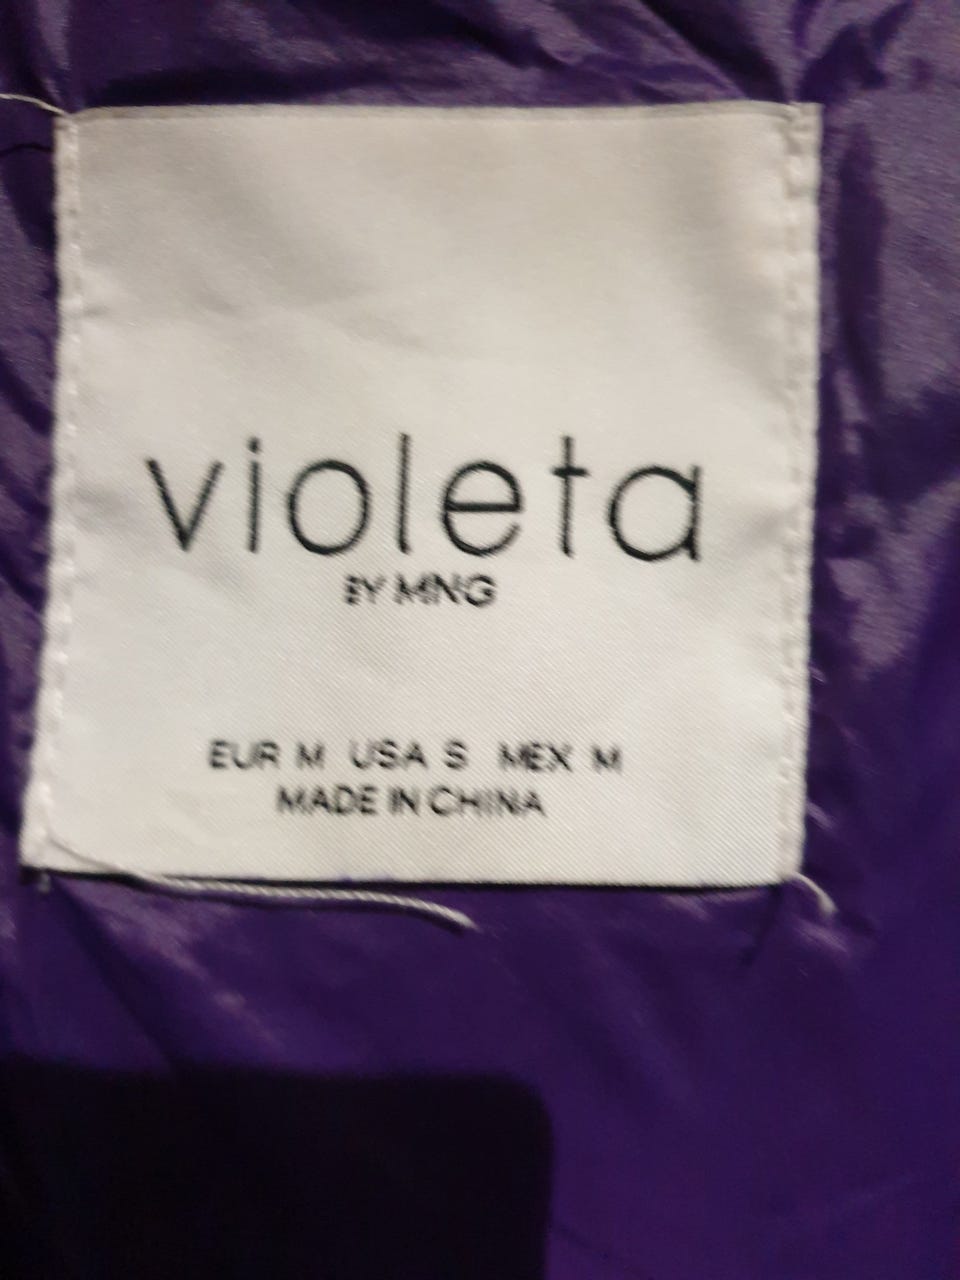 violeta
BY MNG
EUR M USA S MEX M
MADE IN CHINA